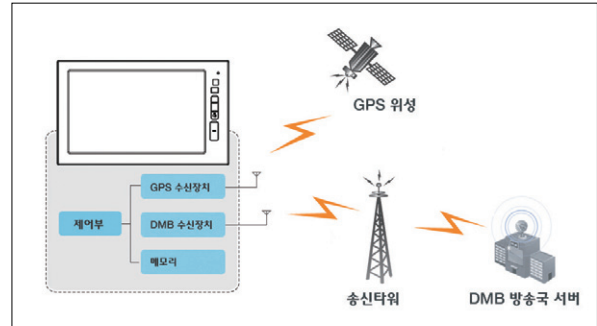 GPS 위성
GPS 수신장치
제어부
DMB 수신장치
메모리
송신타워
DMB 방송국 서버